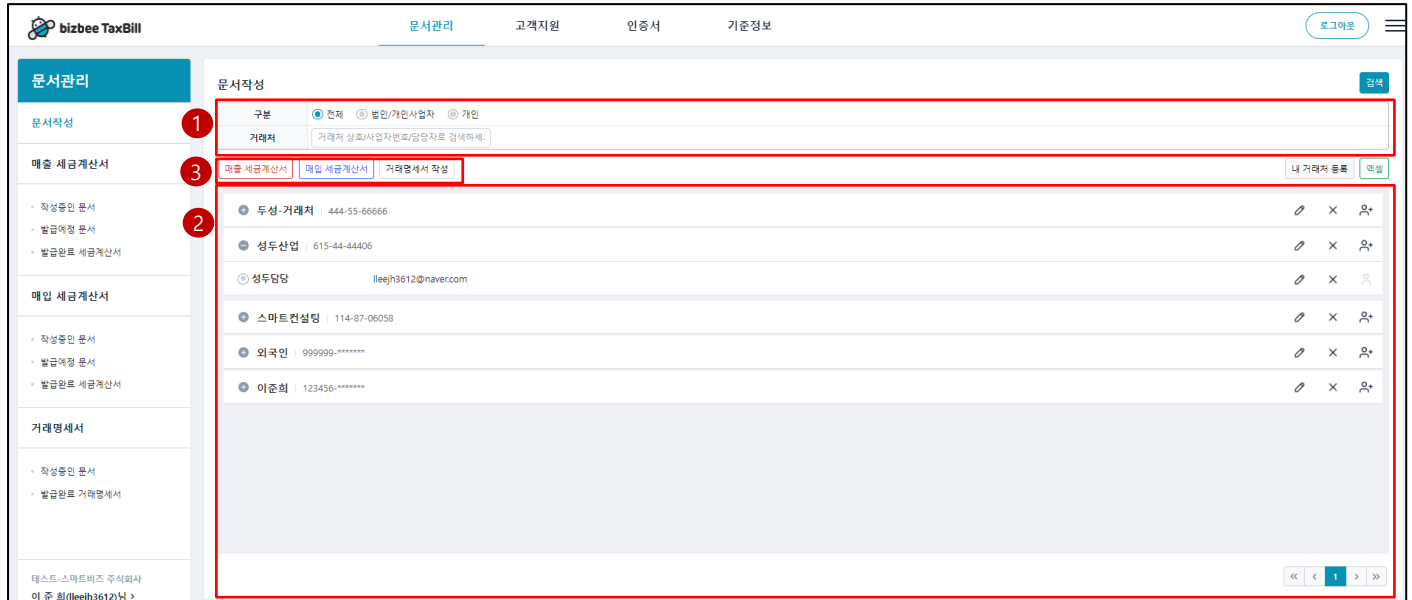 bizbee TaxBill
문서관리
고객지원
인증서
기준정보
로그아웃
문서관리
문서작성
매출 세금계산서
작성중인 문서
발급예정 문서
발급완료 세금계산서
매입 세금계산서
작성중인 문서
발급예정 문서
발급완료 세금계산서
거래명세서
작성중인 문서
발급완료 거래명세서
테스트-스마트비즈 주식회사
이 준 희(lleejh3612)님 >
문서작성
검색
1
구분 전체 법인/개인사업자 개인
거래처 거래처 상호/사업자번호/담당자로 검색하세:
3
매출 세금계산서 매입 세금계산서 거래명세서 작성
내 거래처 등록 엑셀
2
두성-거래처 | 444-55-66666
성두산업 | 615-44-44406
성두담당 lleejh3612@naver.com
스마트컨설팅 | 114-87-06058
외국인 | 999999-*******
이준희 | 123456-*******
« < 1 > »